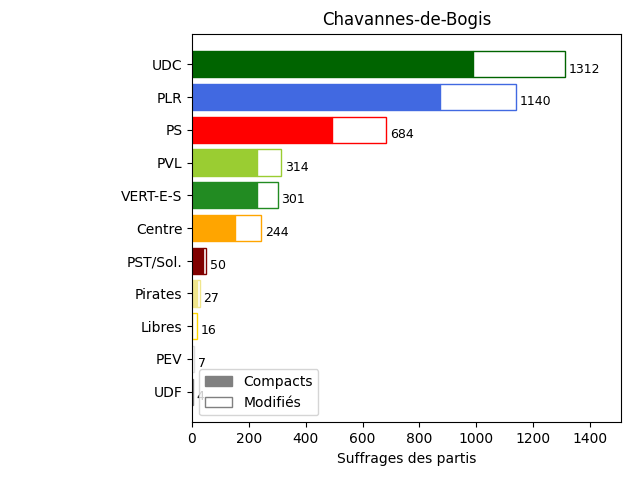 Chavannes-de-Bogis
UDC 1312
PLR 1140
PS 684
PVL 314
VERT-E-S 301
Centre 244
PST/Sol. 50
Pirates 27
Libres 16
PEV 7
UDF 4
Compacts
Modifiés
0 200 400 600 800 1000 1200 1400
Suffrages des partis